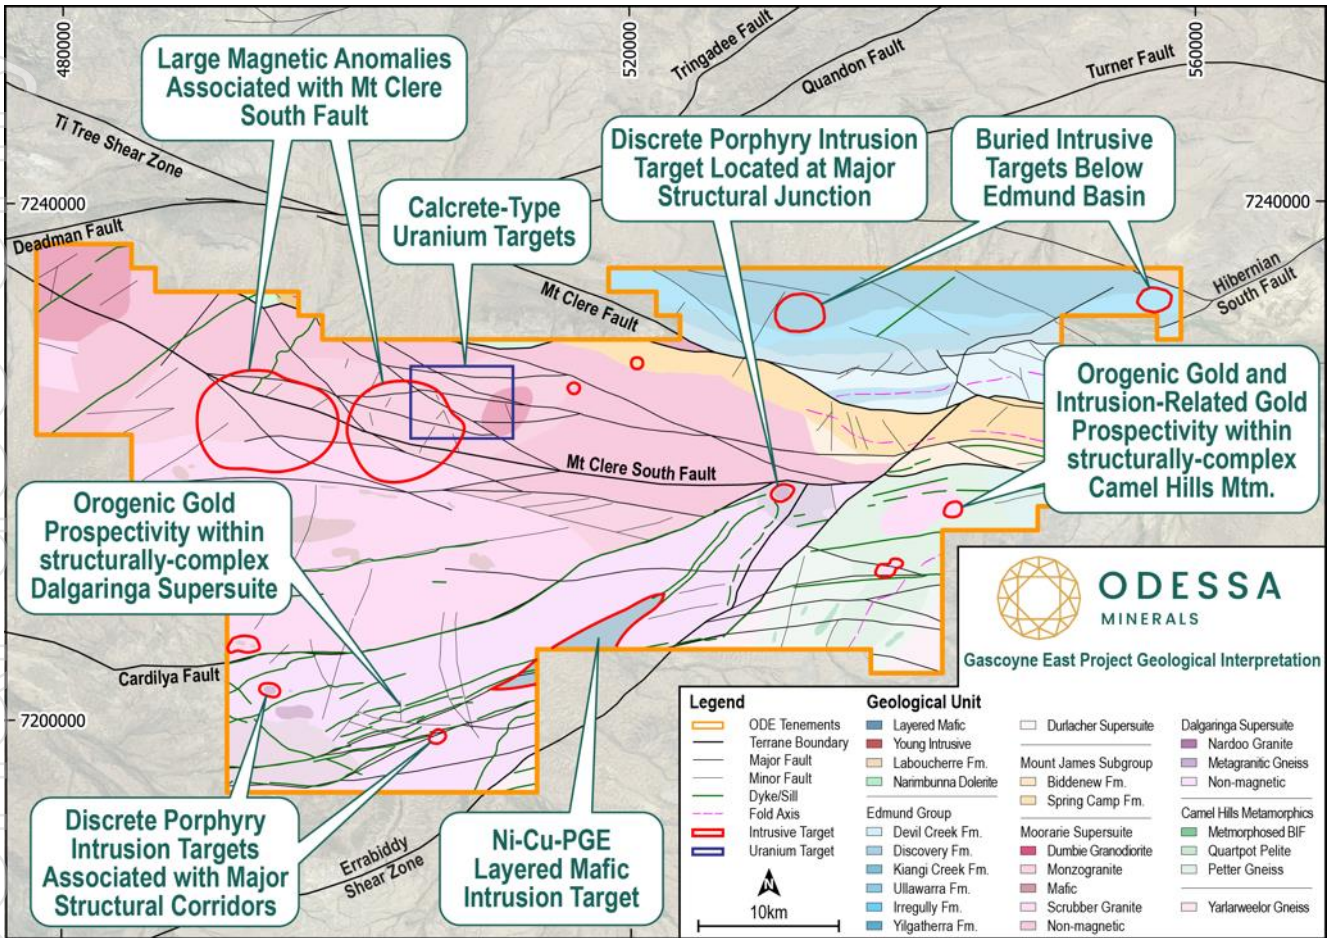 480000
520000
560000
7240000
7240000
7200000
Large Magnetic Anomalies
Associated with Mt Clere
South Fault
Calcrete-Type
Uranium Targets
Discrete Porphyry Intrusion
Target Located at Major
Structural Junction
Buried Intrusive
Targets Below
Edmund Basin
Orogenic Gold and
Intrusion-Related Gold
Prospectivity within
structurally-complex
Camel Hills Mtm.
Orogenic Gold
Prospectivity within
structurally-complex
Dalgaringa Supersuite
Discrete Porphyry
Intrusion Targets
Associated with Major
Structural Corridors
Ni-Cu-PGE
Layered Mafic
Intrusion Target
Tringadee Fault
Quandon Fault
Turner Fault
Ti Tree Shear Zone
Deadman Fault
Mt Clere Fault
Hibernian
South Fault
Mt Clere South Fault
Cardilya Fault
Errabiddy
Shear Zone
ODESSA
MINERALS
Gascoyne East Project Geological Interpretation
Legend
ODE Tenements
Terrane Boundary
Major Fault
Minor Fault
Dyke/Sill
Fold Axis
Intrusive Target
Uranium Target
N
10km
Geological Unit
Layered Mafic
Young Intrusive
Laboucherre Fm.
Narimbunna Dolerite
Edmund Group
Devil Creek Fm.
Discovery Fm.
Kiangi Creek Fm.
Ullawarra Fm.
Irregully Fm.
Yilgatherra Fm.
Durlacher Supersuite
Mount James Subgroup
Biddenew Fm.
Spring Camp Fm.
Moorarie Supersuite
Dumbie Granodiorite
Monzogranite
Mafic
Scrubber Granite
Non-magnetic
Dalgaringa Supersuite
Nardoo Granite
Metagranitic Gneiss
Non-magnetic
Camel Hills Metamorphics
Metmorphosed BIF
Quartpot Pelite
Petter Gneiss
Yarlarweelor Gneiss